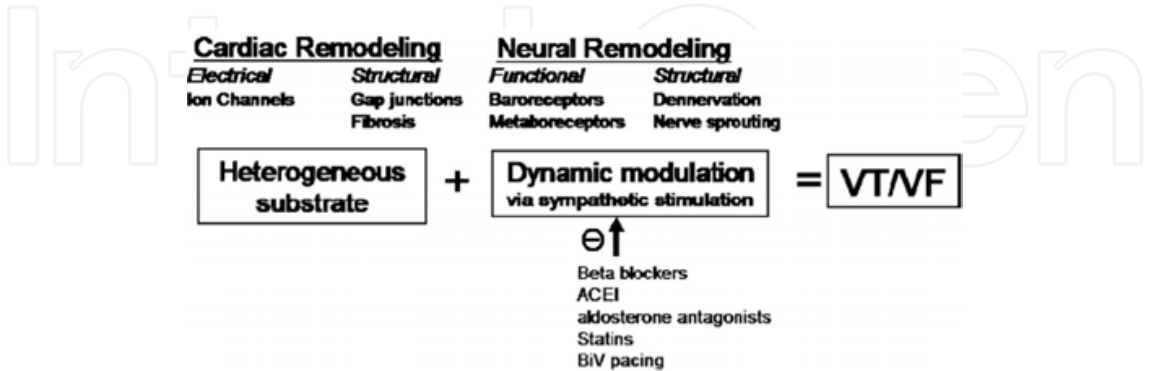 Cardiac Remodeling Neural Remodeling
Electrical Structural Functional Structural
Ion Channels Gap junctions Baroreceptors Dennervation
Fibrosis Metaboreceptors Nerve sprouting
Heterogeneous substrate + Dynamic modulation via sympathetic stimulation = VT/VF
⊖
Beta blockers
ACEI
aldosterone antagonists
Statins
BiV pacing